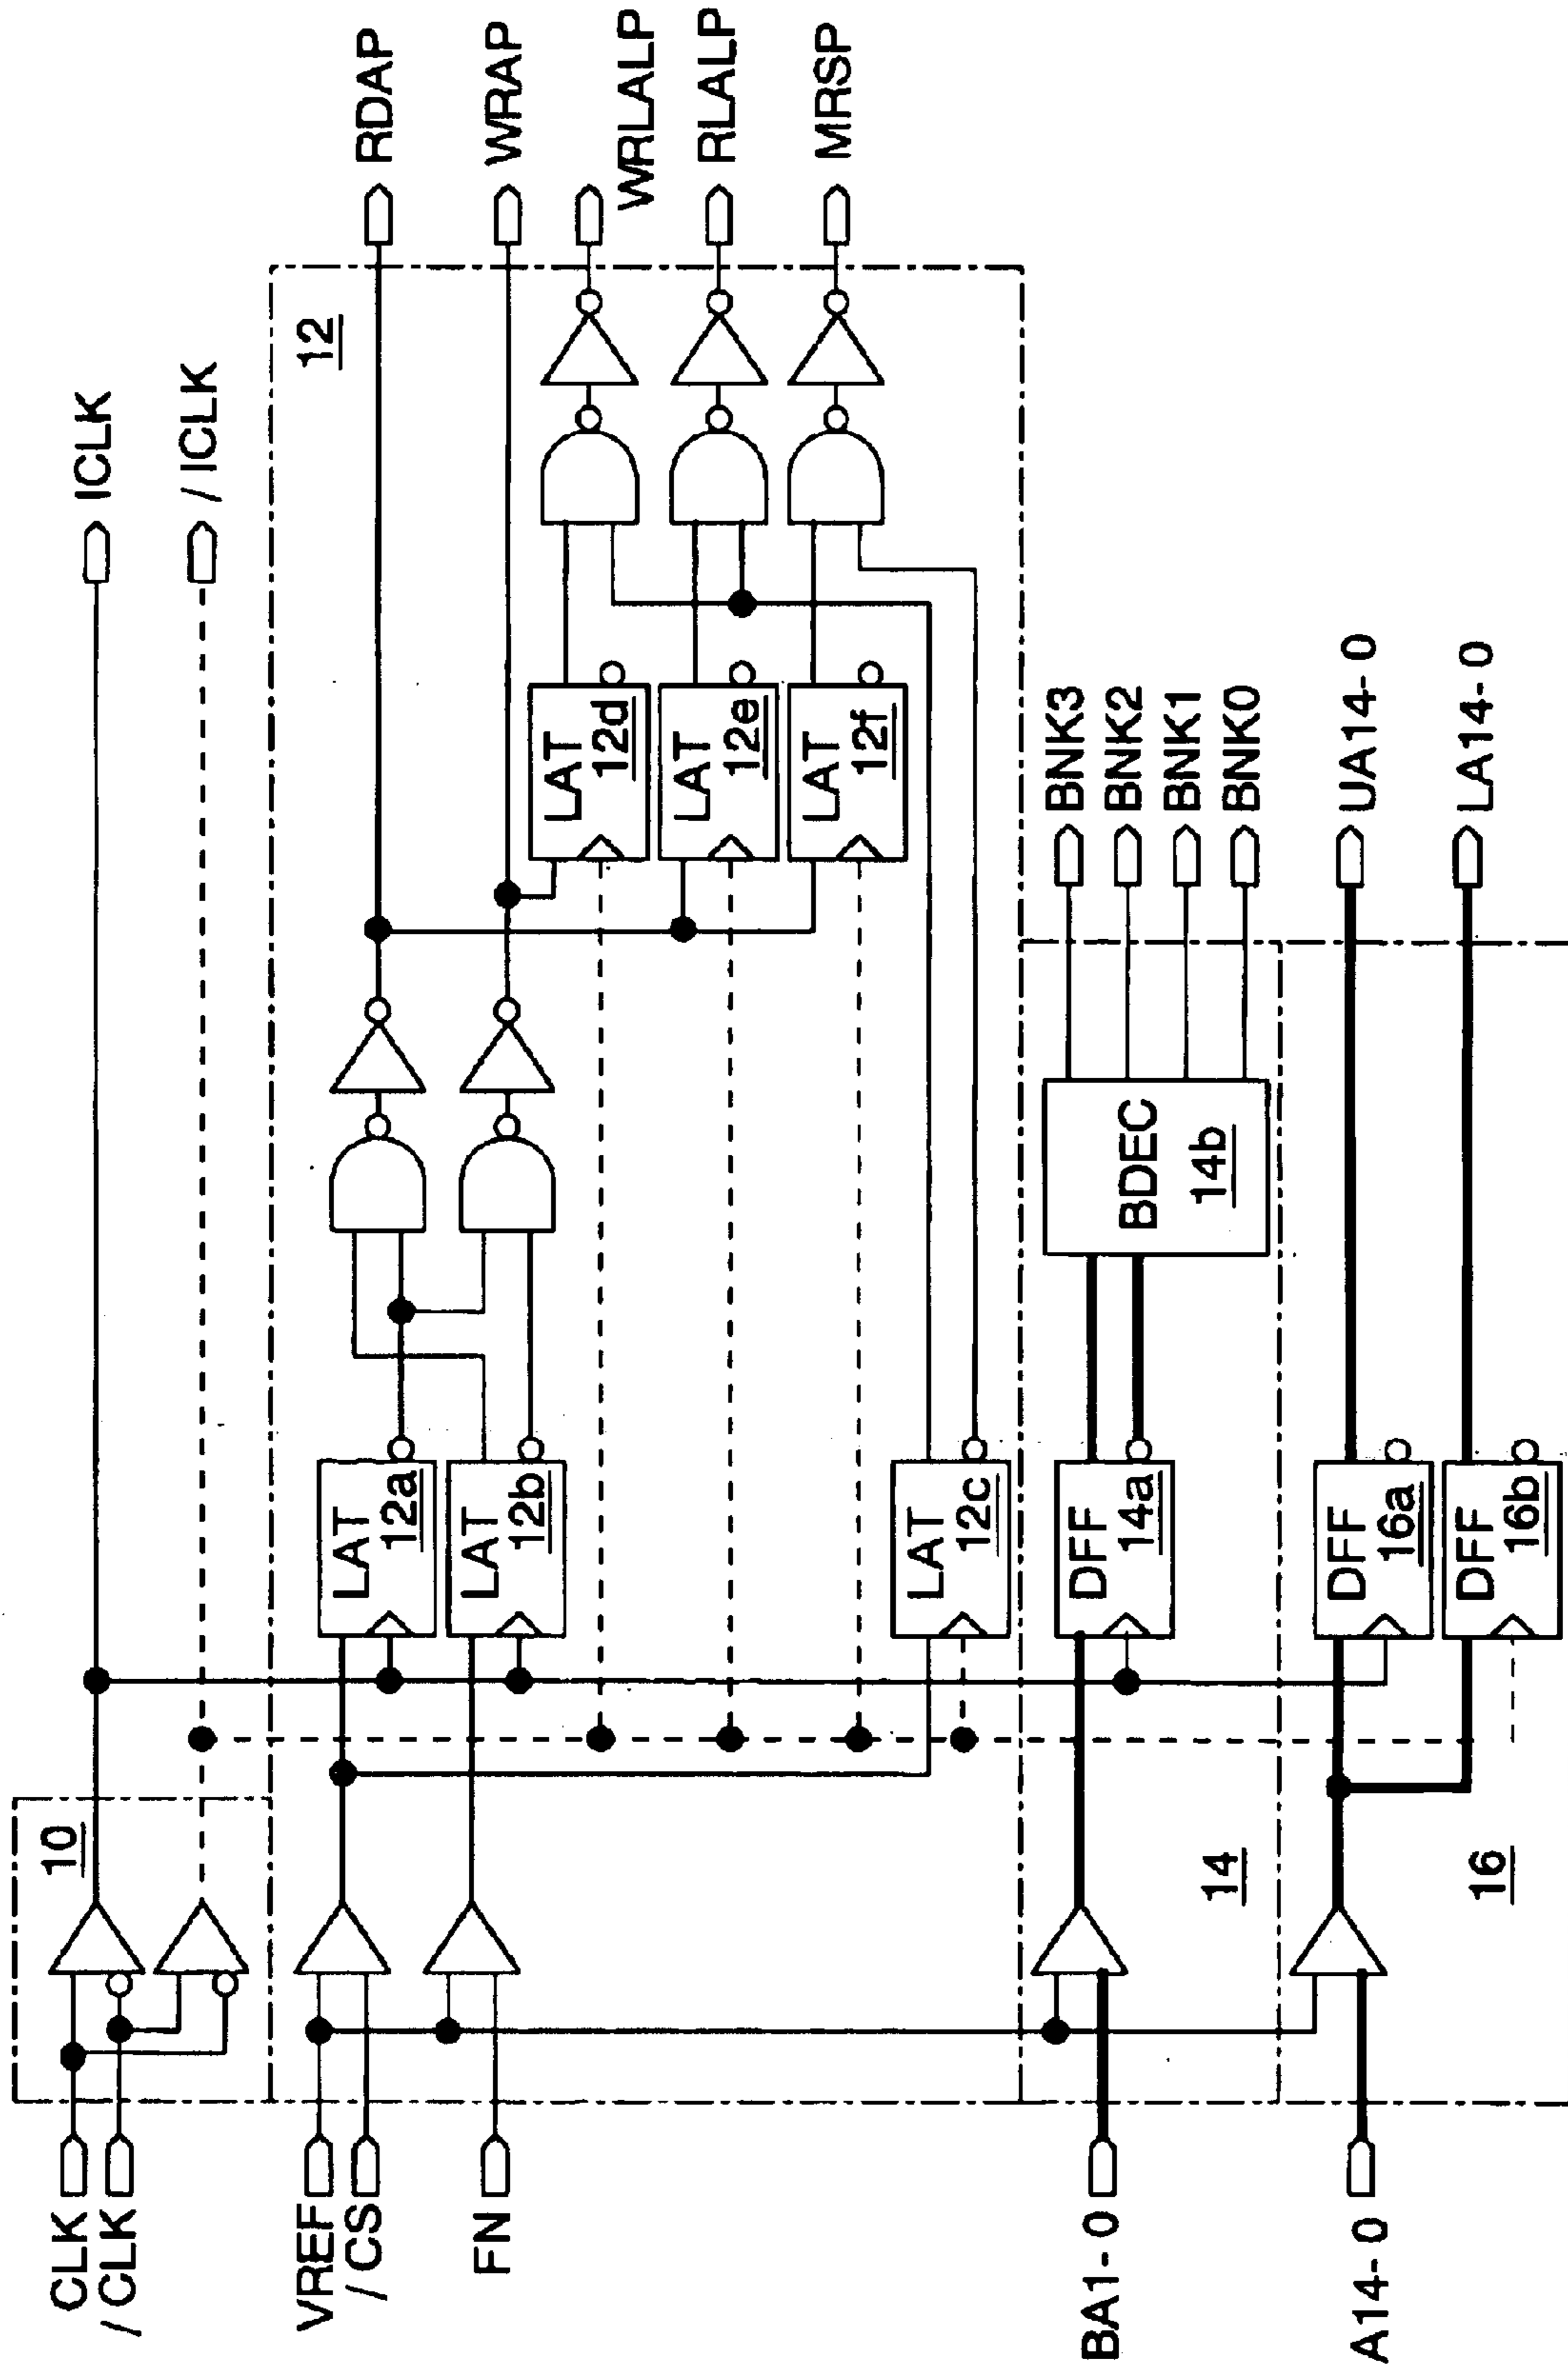 CLK
/ CLK
VREF
/ CS
FN
BA1- 0
A14- 0
10
12
14
16
LAT
12a
LAT
12b
LAT
12c
DFF
14a
DFF
16a
DFF
16b
BDEC
14b
LAT
12d
LAT
12e
LAT
12f
ICLK
/ ICLK
RDAP
WRAP
WRLALP
RLALP
MRSP
BNK3
BNK2
BNK1
BNK0
UA14- 0
LA14- 0